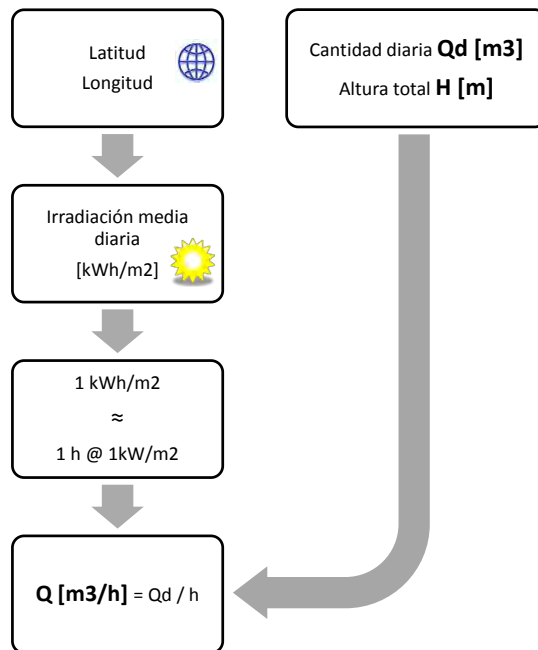 Latitud
Longitud
Cantidad diaria Qd [m3]
Altura total H [m]
Irradiación media
diaria
[kWh/m2]
1 kWh/m2
≈
1 h @ 1kW/m2
Q [m3/h] = Qd / h